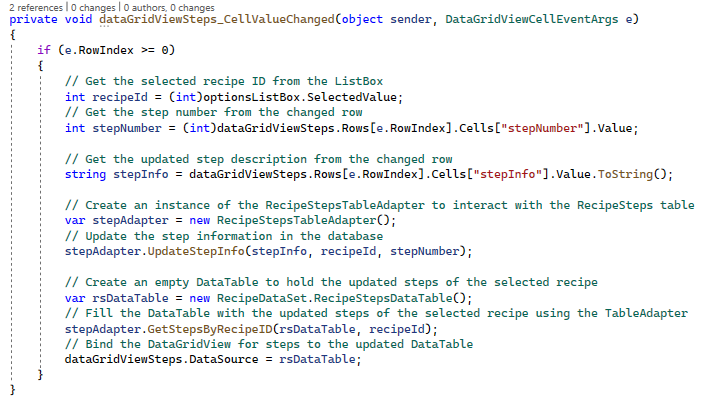 2 references | 0 changes | 0 authors, 0 changes
private void dataGridViewSteps_CellValueChanged(object sender, DataGridViewCellEventArgs e)
{
if (e.RowIndex >= 0)
{
// Get the selected recipe ID from the ListBox
int recipeId = (int)optionsListBox.SelectedValue;
// Get the step number from the changed row
int stepNumber = (int)dataGridViewSteps.Rows[e.RowIndex].Cells["stepNumber"].Value;
// Get the updated step description from the changed row
string stepInfo = dataGridViewSteps.Rows[e.RowIndex].Cells["stepInfo"].Value.ToString();
// Create an instance of the RecipeStepsTableAdapter to interact with the RecipeSteps table
var stepAdapter = new RecipeStepsTableAdapter();
// Update the step information in the database
stepAdapter.UpdateStepInfo(stepInfo, recipeId, stepNumber);
// Create an empty DataTable to hold the updated steps of the selected recipe
var rsDataTable = new RecipeDataSet.RecipeStepsDataTable();
// Fill the DataTable with the updated steps of the selected recipe using the TableAdapter
stepAdapter.GetStepsByRecipeID(rsDataTable, recipeId);
// Bind the DataGridView for steps to the updated DataTable
dataGridViewSteps.DataSource = rsDataTable;
}
}